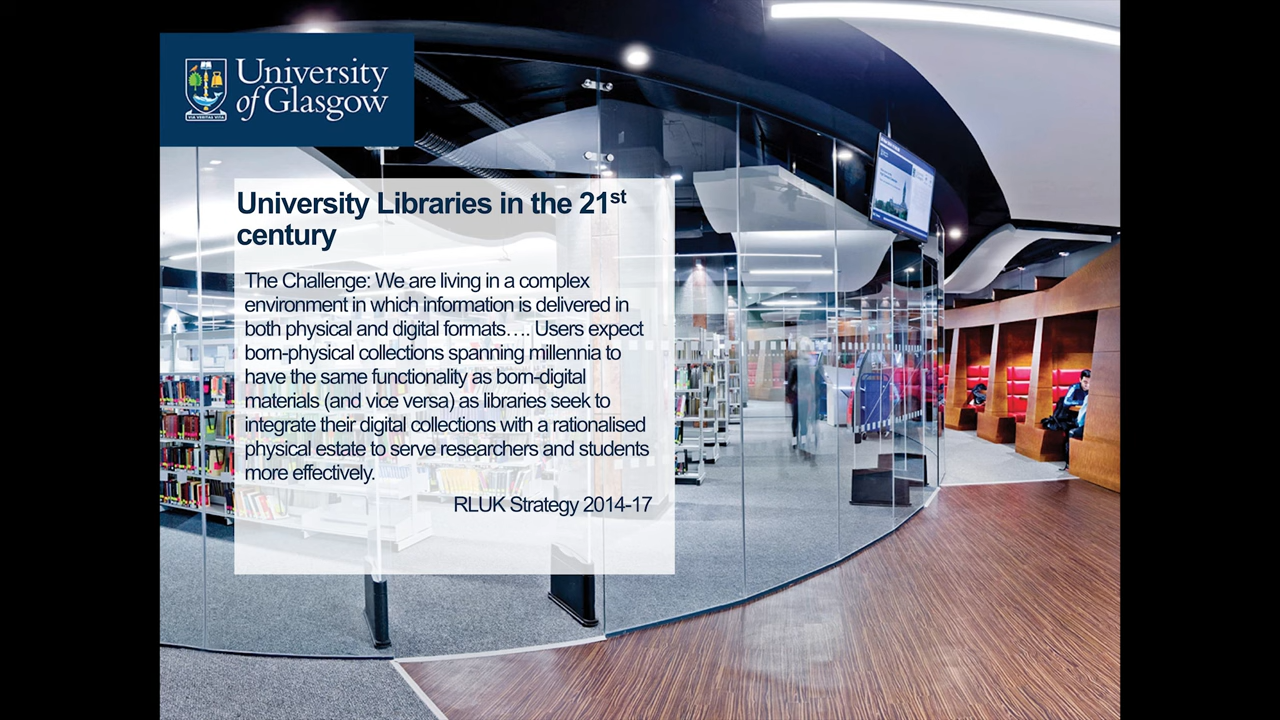 University
of Glasgow
VIA VERITAS VITA
University Libraries in the 21st
century
The Challenge: We are living in a complex
environment in which information is delivered in
both physical and digital formats…. Users expect
born-physical collections spanning millennia to
have the same functionality as born-digital
materials (and vice versa) as libraries seek to
integrate their digital collections with a rationalised
physical estate to serve researchers and students
more effectively.
RLUK Strategy 2014-17